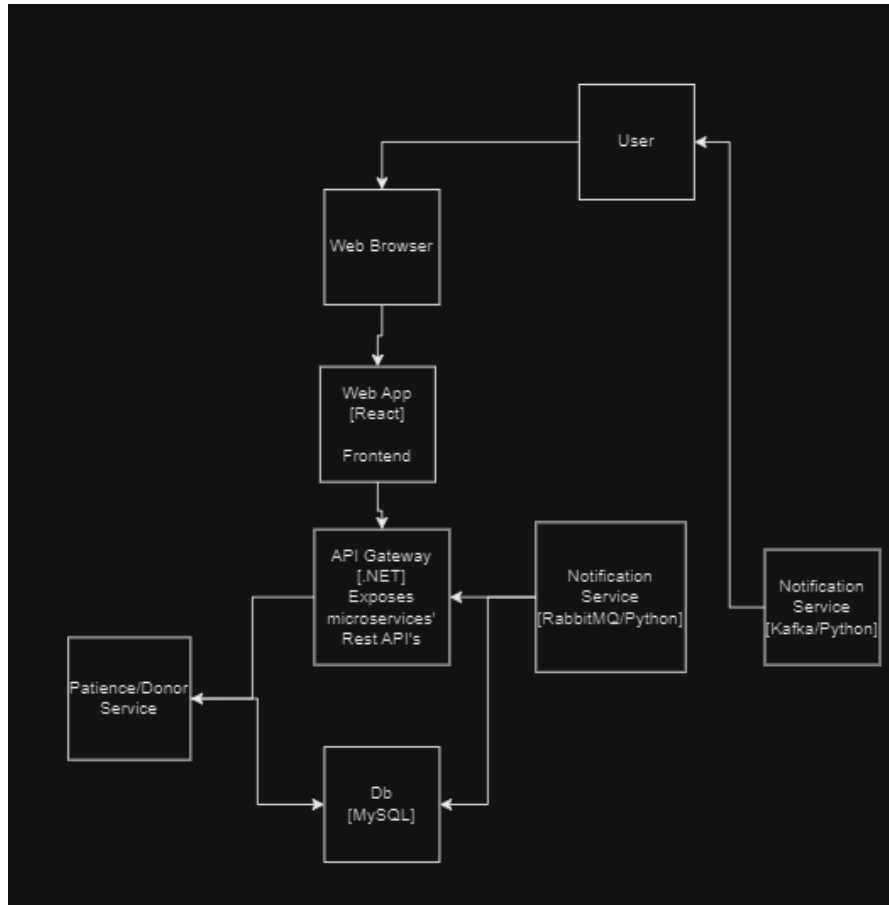 User
Web Browser
Web App
[React]
Frontend
API Gateway
[.NET]
Exposes
microservices'
Rest API's
Notification
Service
[RabbitMQ/Python]
Notification
Service
[Kafka/Python]
Patience/Donor
Service
Db
[MySQL]